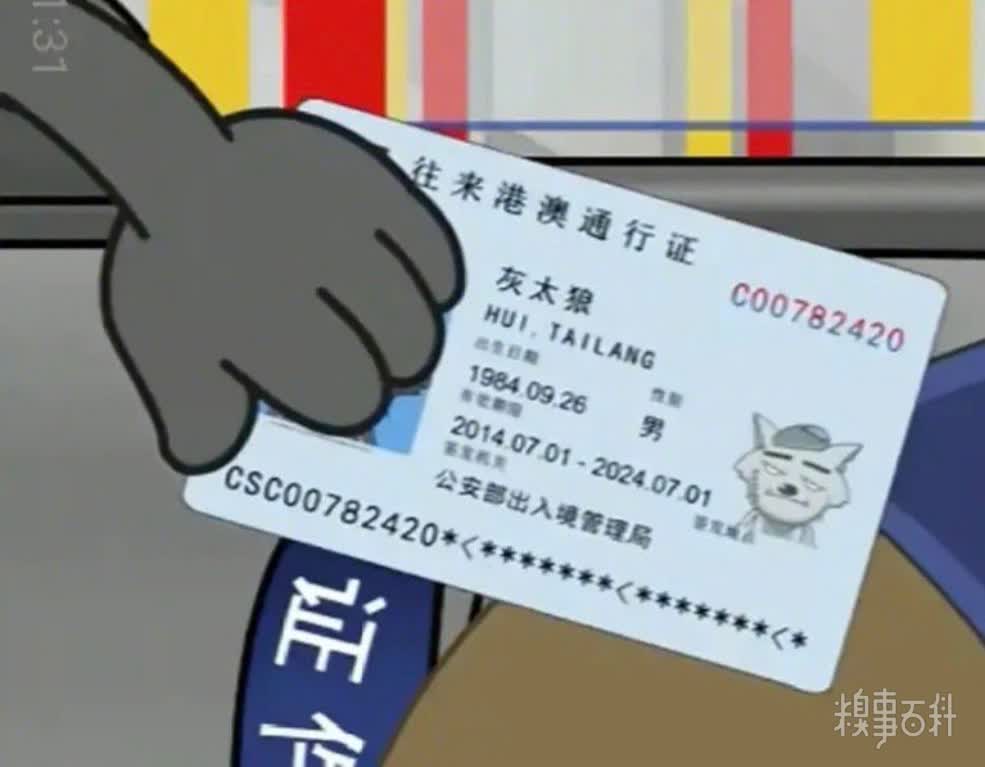 1:31
往来港澳通行证
C00782420
灰太狼
HUI, TAILANG
出生日期
性别
1984.09.26
男
有效期限
2014.07.01 - 2024.07.01
签发机关
公安部出入境管理局
CSC00782420*<*******<*******<*
证件
糗事百科